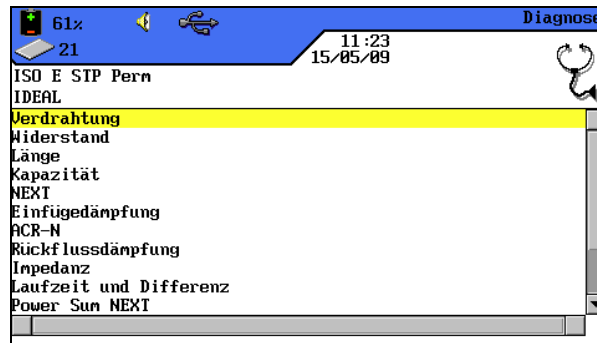 61% Diagnose
21 11:23
15/05/09
ISO E STP Perm
IDEAL
Verdrahtung
Widerstand
Länge
Kapazität
NEXT
Einfügedämpfung
ACR-N
Rückflussdämpfung
Impedanz
Laufzeit und Differenz
Power Sum NEXT